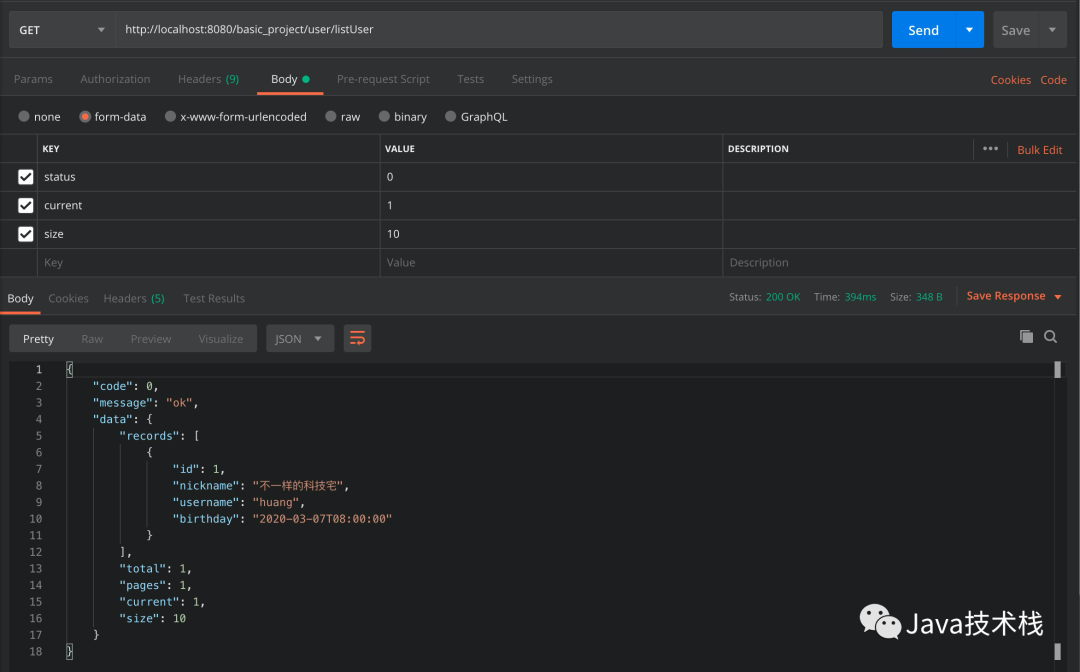 GET http://localhost:8080/basic_project/user/listUser Send Save
Params Authorization Headers (9) Body Pre-request Script Tests Settings Cookies Code
none form-data x-www-form-urlencoded raw binary GraphQL
KEY VALUE DESCRIPTION ••• Bulk Edit
status 0
current 1
size 10
Key Value Description
Body Cookies Headers (5) Test Results Status: 200 OK Time: 394ms Size: 348 B Save Response
Pretty Raw Preview Visualize JSON
1 {
2 "code": 0,
3 "message": "ok",
4 "data": {
5 "records": [
6 {
7 "id": 1,
8 "nickname": "不一样的科技宅",
9 "username": "huang",
10 "birthday": "2020-03-07T08:00:00"
11 }
12 ],
13 "total": 1,
14 "pages": 1,
15 "current": 1,
16 "size": 10
17 }
18 }
Java技术栈